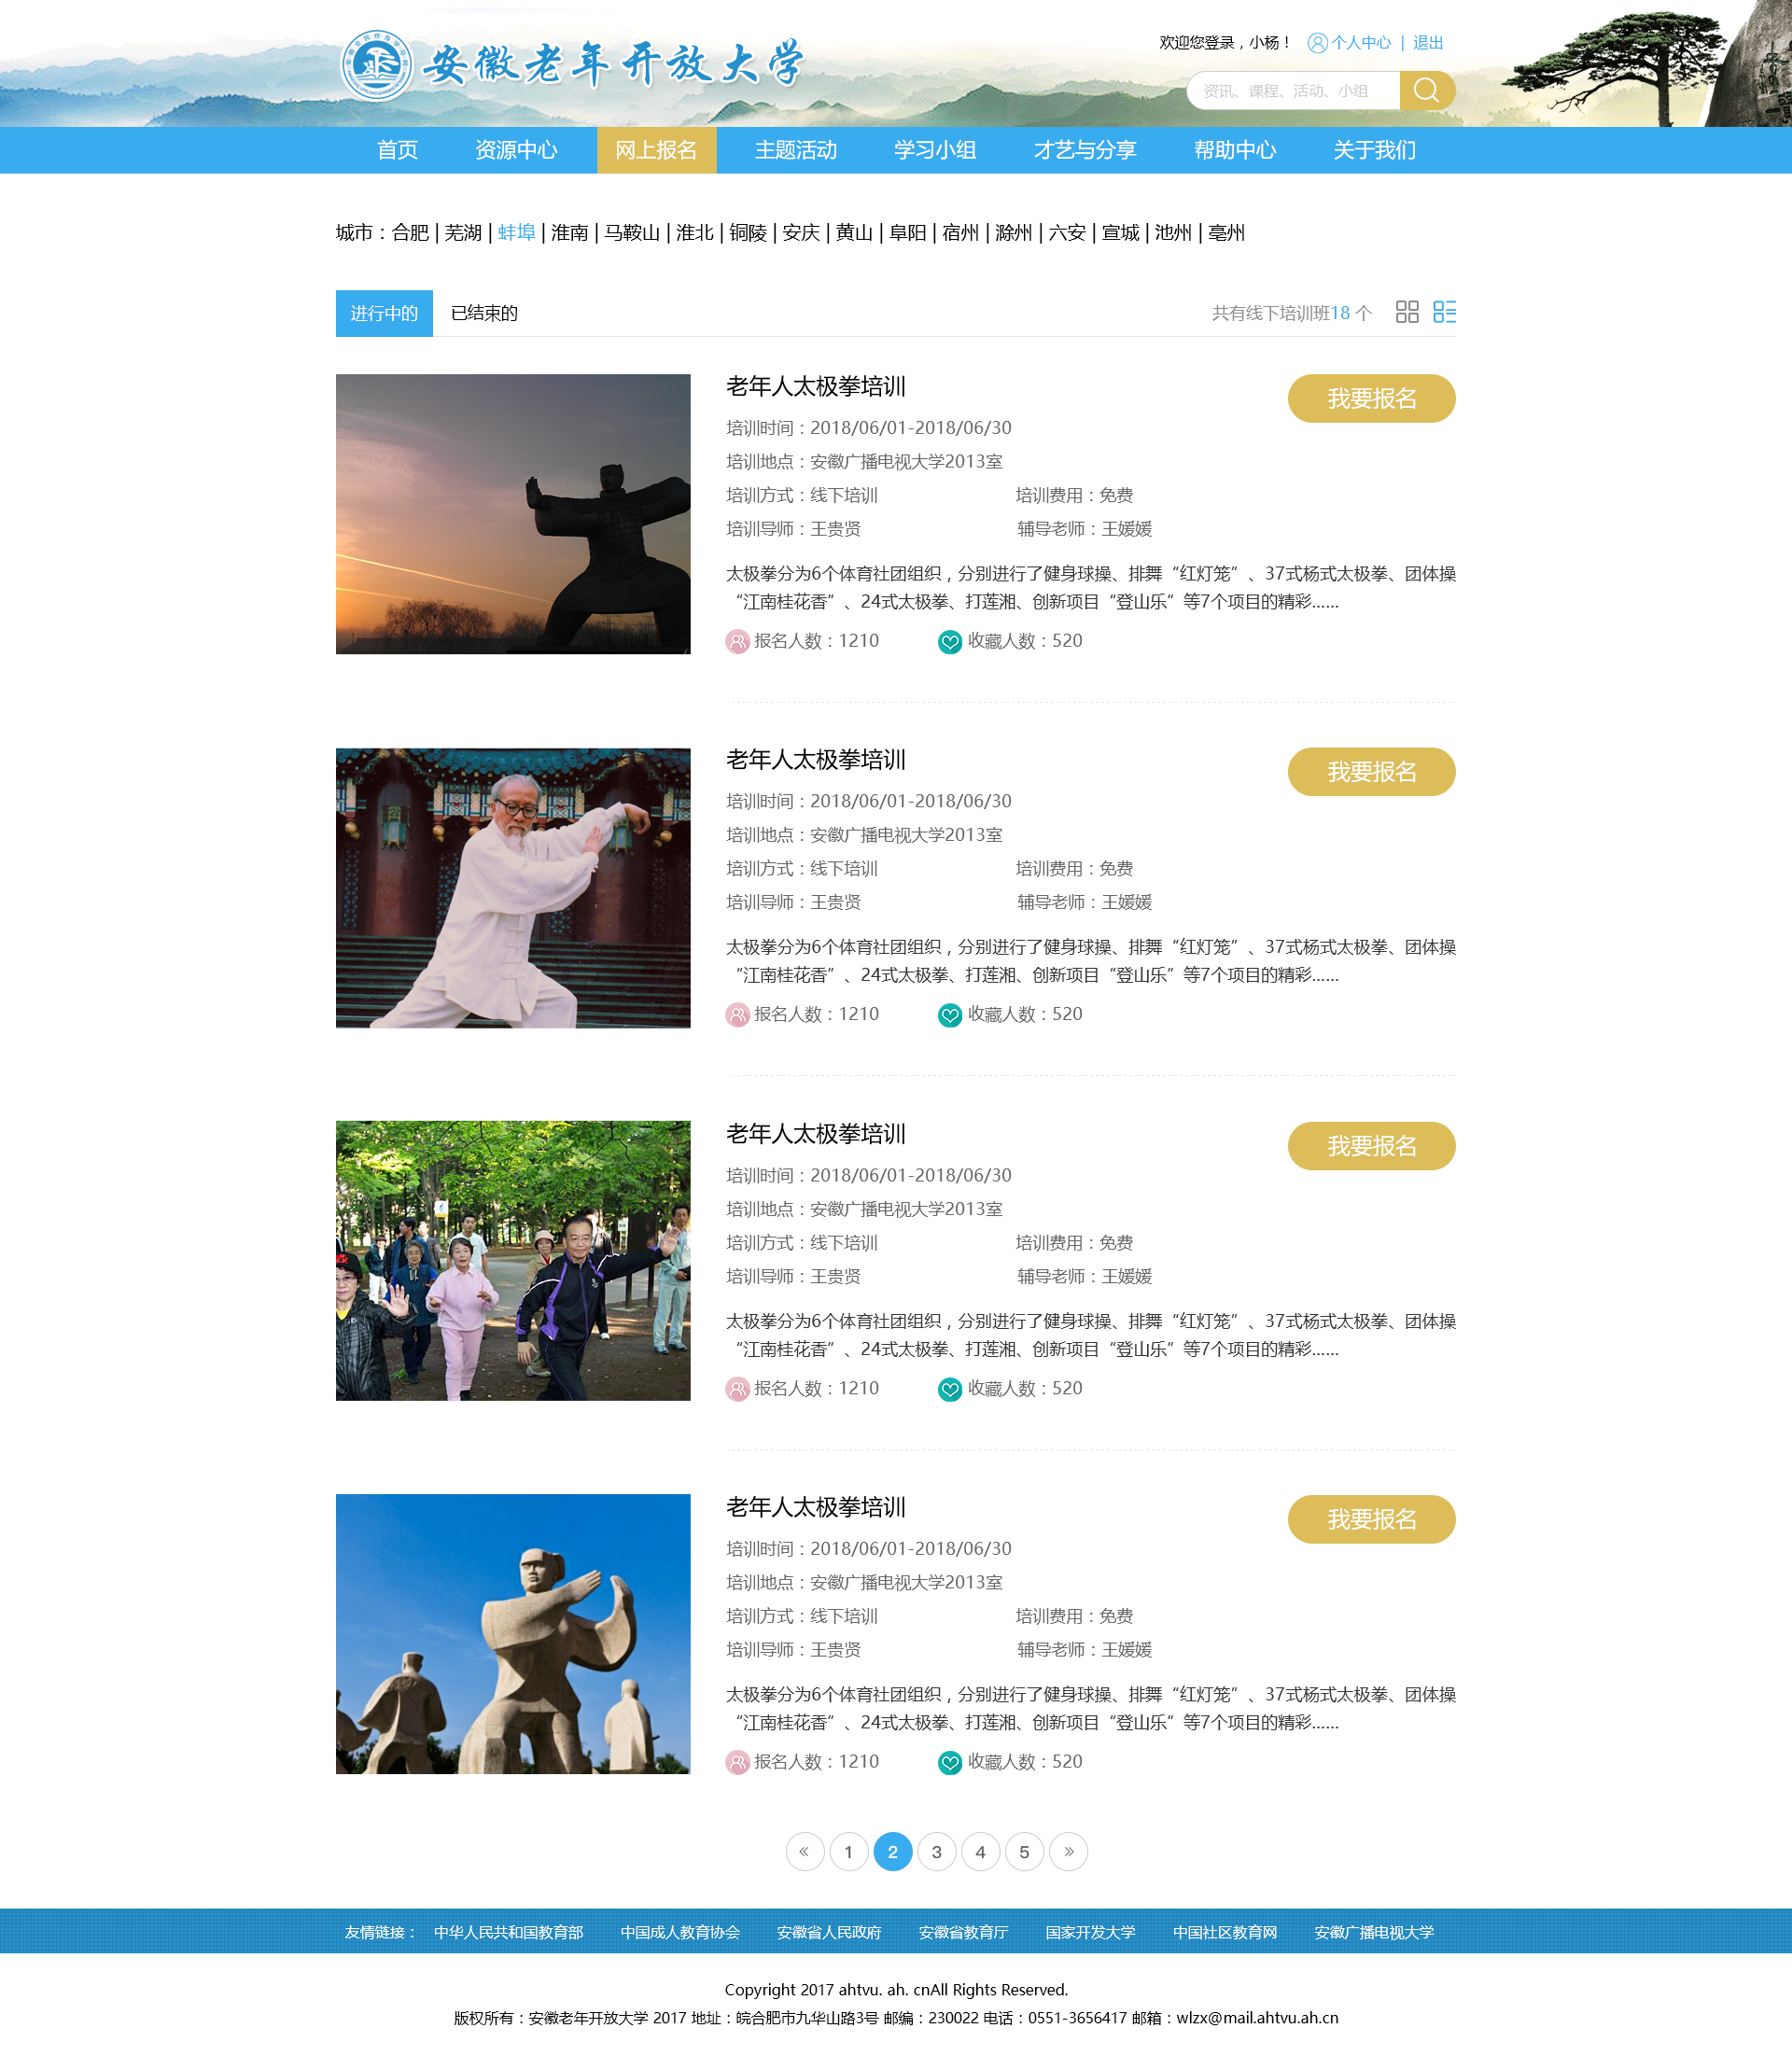 安徽老年开放大学
欢迎您登录，小杨！ 个人中心 | 退出
资讯、课程、活动、小组
首页 资源中心 网上报名 主题活动 学习小组 才艺与分享 帮助中心 关于我们
城市：合肥 | 芜湖 | 蚌埠 | 淮南 | 马鞍山 | 淮北 | 铜陵 | 安庆 | 黄山 | 阜阳 | 宿州 | 滁州 | 六安 | 宣城 | 池州 | 亳州
进行中的 已结束的 共有线下培训班18 个
老年人太极拳培训 我要报名
培训时间：2018/06/01-2018/06/30
培训地点：安徽广播电视大学2013室
培训方式：线下培训 培训费用：免费
培训导师：王贵贤 辅导老师：王媛媛
太极拳分为6个体育社团组织，分别进行了健身球操、排舞“红灯笼”、37式杨式太极拳、团体操
“江南桂花香”、24式太极拳、打莲湘、创新项目“登山乐”等7个项目的精彩……
报名人数：1210 收藏人数：520
老年人太极拳培训 我要报名
培训时间：2018/06/01-2018/06/30
培训地点：安徽广播电视大学2013室
培训方式：线下培训 培训费用：免费
培训导师：王贵贤 辅导老师：王媛媛
太极拳分为6个体育社团组织，分别进行了健身球操、排舞“红灯笼”、37式杨式太极拳、团体操
“江南桂花香”、24式太极拳、打莲湘、创新项目“登山乐”等7个项目的精彩……
报名人数：1210 收藏人数：520
老年人太极拳培训 我要报名
培训时间：2018/06/01-2018/06/30
培训地点：安徽广播电视大学2013室
培训方式：线下培训 培训费用：免费
培训导师：王贵贤 辅导老师：王媛媛
太极拳分为6个体育社团组织，分别进行了健身球操、排舞“红灯笼”、37式杨式太极拳、团体操
“江南桂花香”、24式太极拳、打莲湘、创新项目“登山乐”等7个项目的精彩……
报名人数：1210 收藏人数：520
老年人太极拳培训 我要报名
培训时间：2018/06/01-2018/06/30
培训地点：安徽广播电视大学2013室
培训方式：线下培训 培训费用：免费
培训导师：王贵贤 辅导老师：王媛媛
太极拳分为6个体育社团组织，分别进行了健身球操、排舞“红灯笼”、37式杨式太极拳、团体操
“江南桂花香”、24式太极拳、打莲湘、创新项目“登山乐”等7个项目的精彩……
报名人数：1210 收藏人数：520
« 1 2 3 4 5 »
友情链接： 中华人民共和国教育部 中国成人教育协会 安徽省人民政府 安徽省教育厅 国家开发大学 中国社区教育网 安徽广播电视大学
Copyright 2017 ahtvu. ah. cnAll Rights Reserved.
版权所有：安徽老年开放大学 2017 地址：皖合肥市九华山路3号 邮编：230022 电话：0551-3656417 邮箱：wlzx@mail.ahtvu.ah.cn